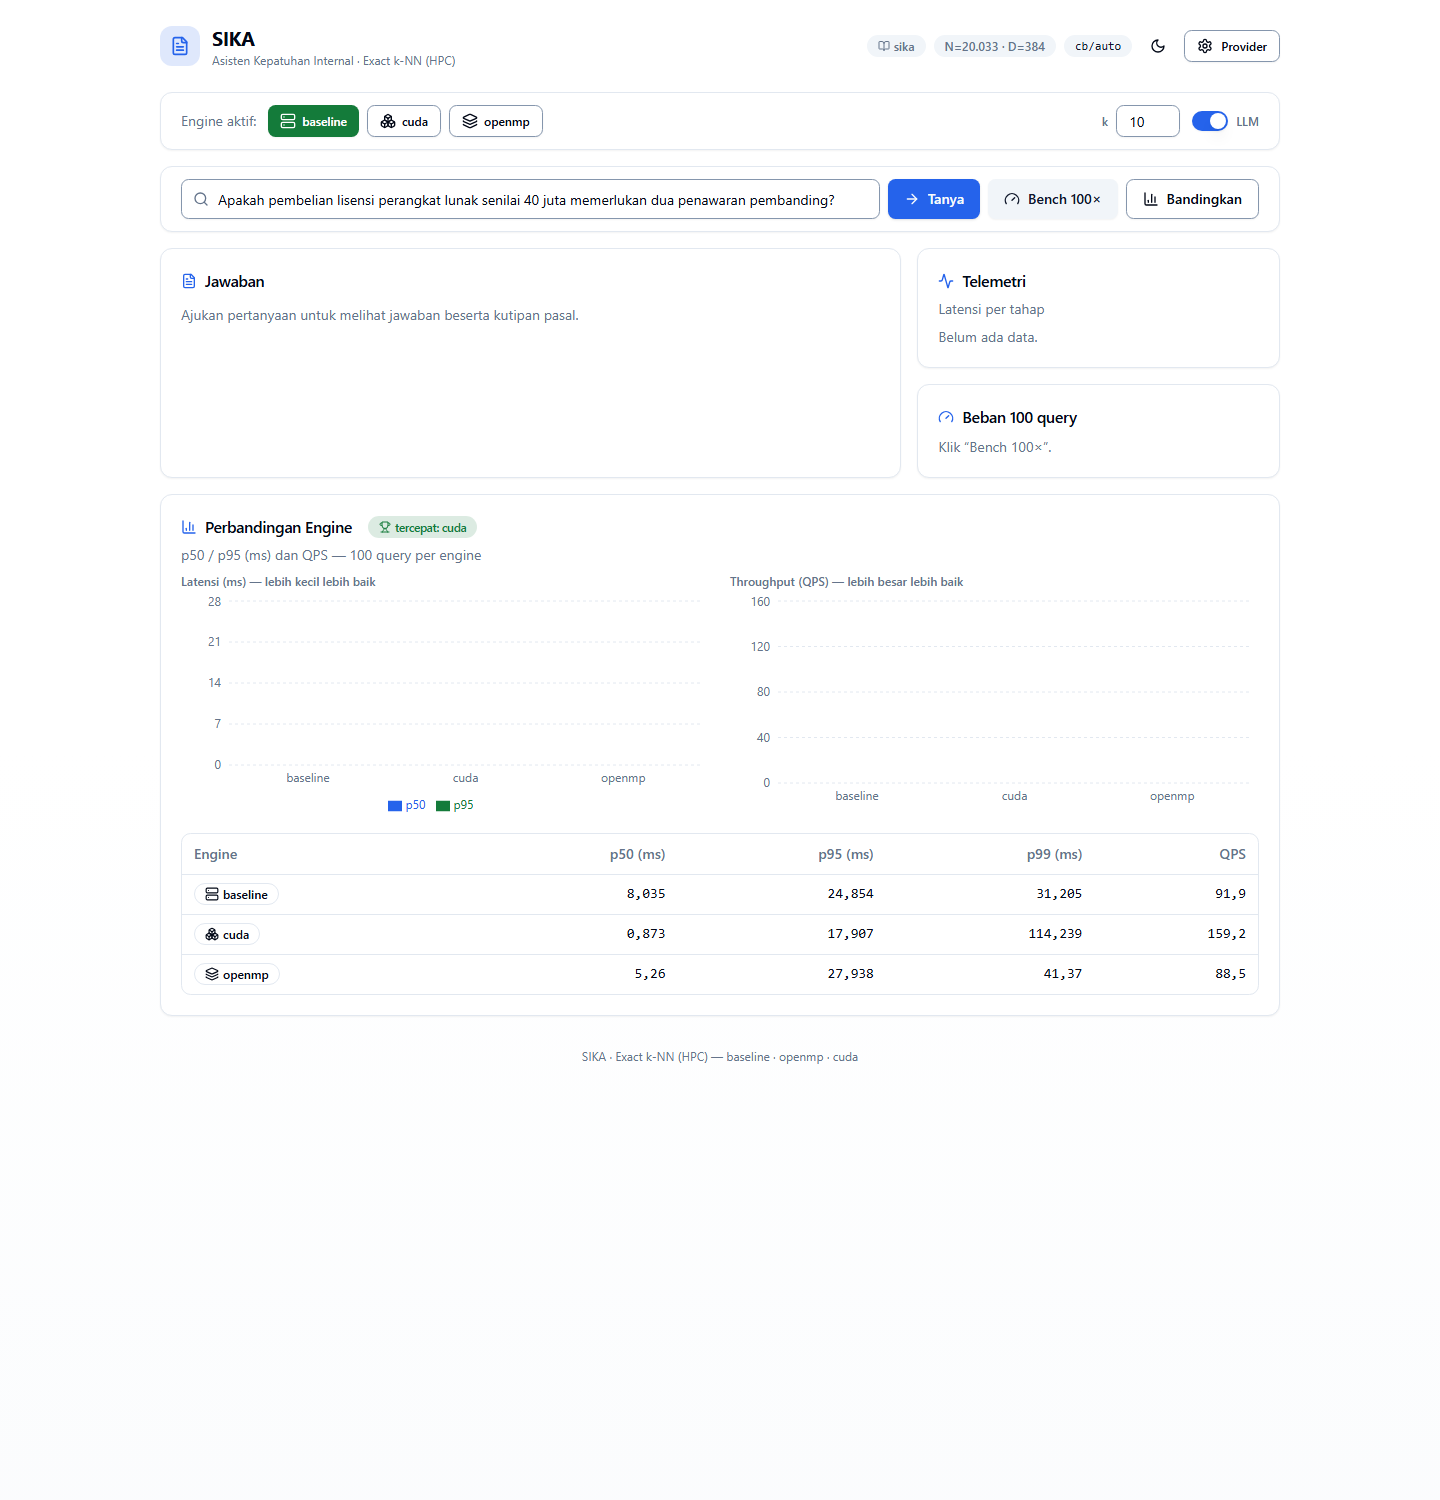 SIKA
Asisten Kepatuhan Internal · Exact k-NN (HPC)
sika
N=20.033 · D=384
cb/auto
Provider
Engine aktif:
baseline
cuda
openmp
k
10
LLM
Apakah pembelian lisensi perangkat lunak senilai 40 juta memerlukan dua penawaran pembanding?
Tanya
Bench 100×
Bandingkan
Jawaban
Ajukan pertanyaan untuk melihat jawaban beserta kutipan pasal.
Telemetri
Latensi per tahap
Belum ada data.
Beban 100 query
Klik “Bench 100×”.
Perbandingan Engine
tercepat: cuda
p50 / p95 (ms) dan QPS — 100 query per engine
Latensi (ms) — lebih kecil lebih baik
28
21
14
7
0
baseline cuda openmp
p50 p95
Throughput (QPS) — lebih besar lebih baik
160
120
80
40
0
baseline cuda openmp
Engine p50 (ms) p95 (ms) p99 (ms) QPS
baseline 8,035 24,854 31,205 91,9
cuda 0,873 17,907 114,239 159,2
openmp 5,26 27,938 41,37 88,5
SIKA · Exact k-NN (HPC) — baseline · openmp · cuda